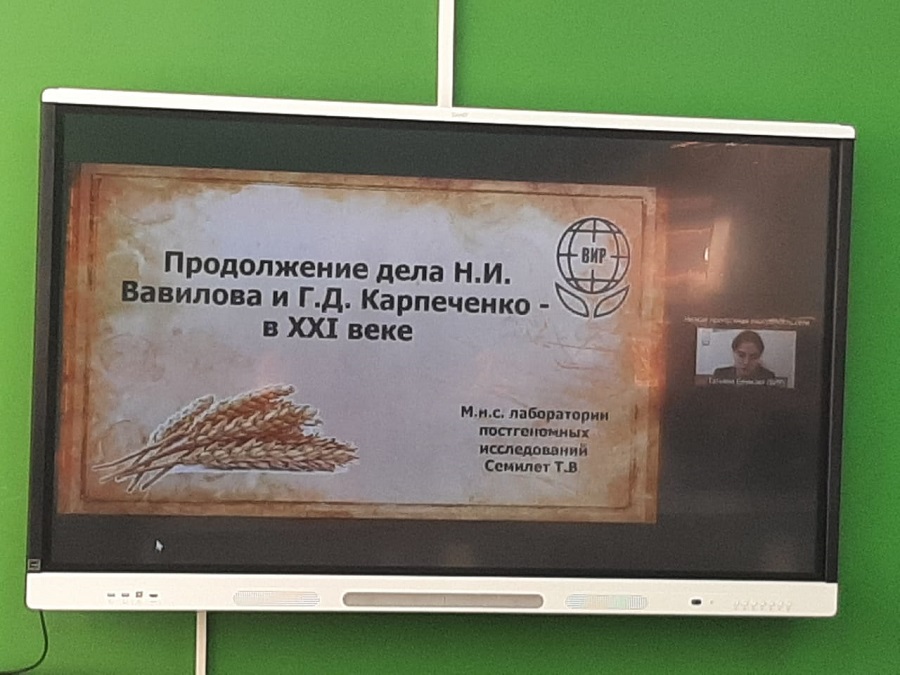 Продолжение дела Н.И.
Вавилова и Г.Д. Карпеченко -
в XXI веке
ВИР
М.н.с. лаборатории
постгеномных
исследований
Семилет Т.В